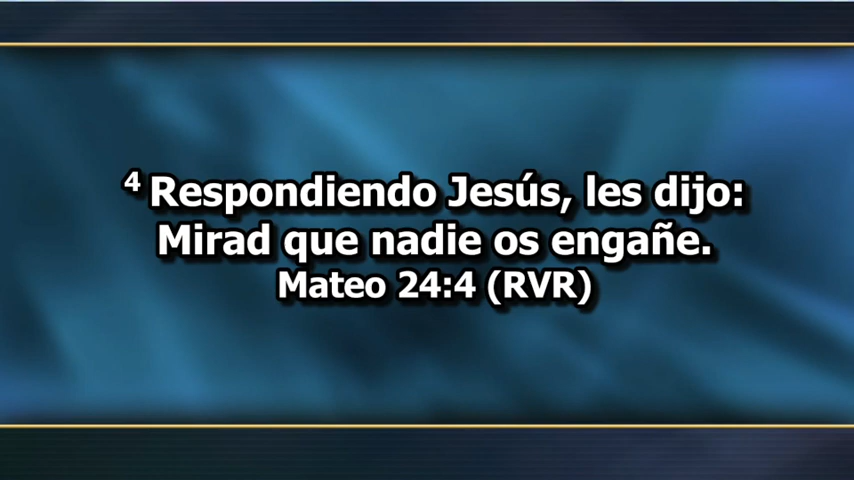 4 Respondiendo Jesús, les dijo:
Mirad que nadie os engañe.
Mateo 24:4 (RVR)